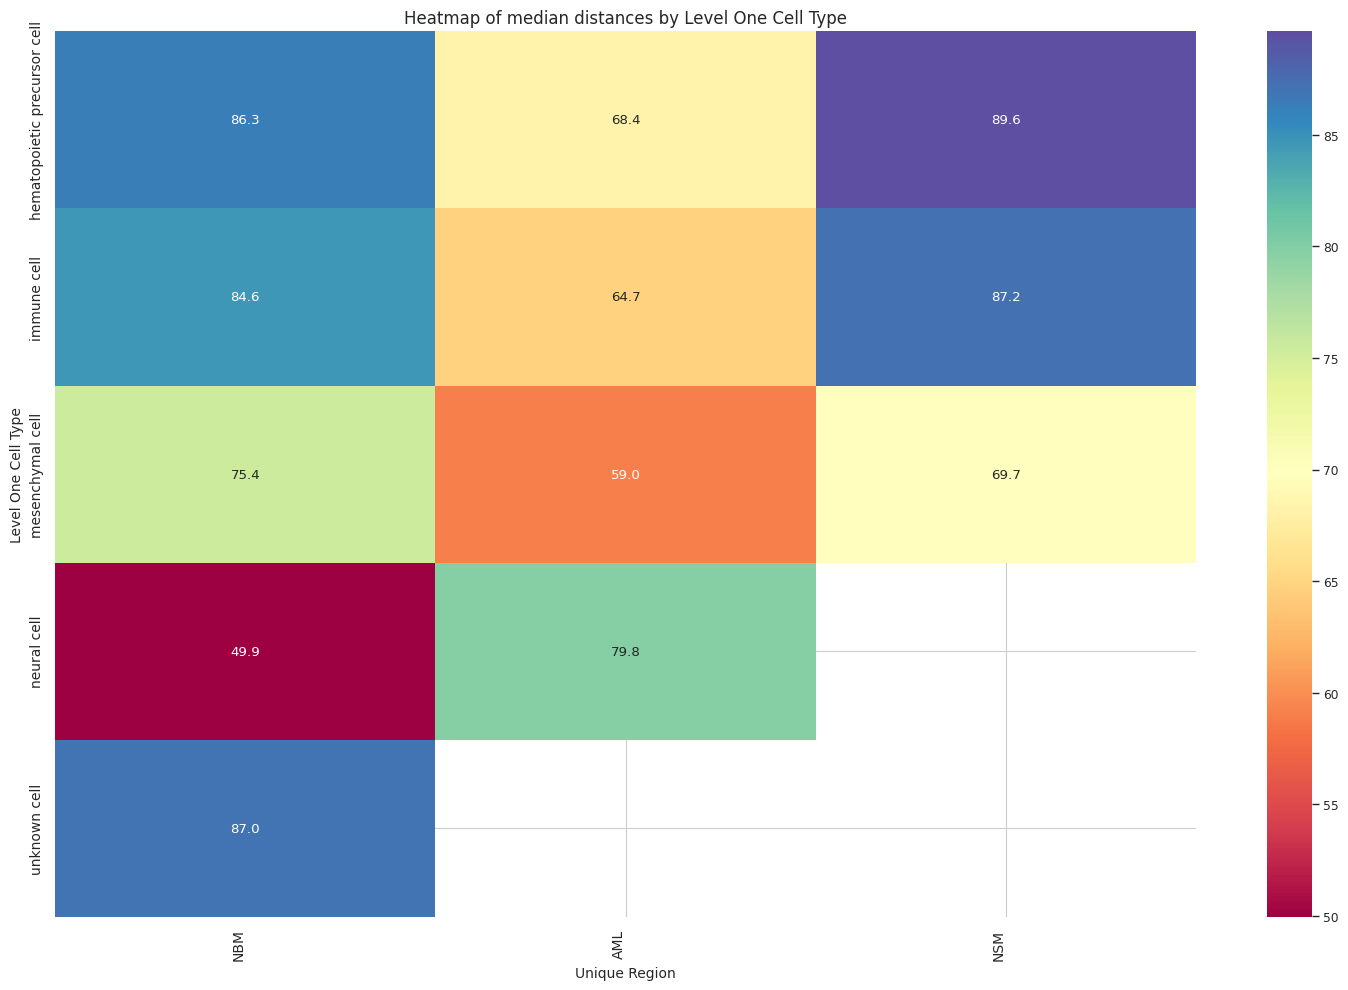 Heatmap of median distances by Level One Cell Type
hematopoietic precursor cell
86.3
68.4
89.6
immune cell
84.6
64.7
87.2
Level One Cell Type
mesenchymal cell
75.4
59.0
69.7
neural cell
49.9
79.8
unknown cell
87.0
NBM
AML
NSM
Unique Region
85
80
75
70
65
60
55
50